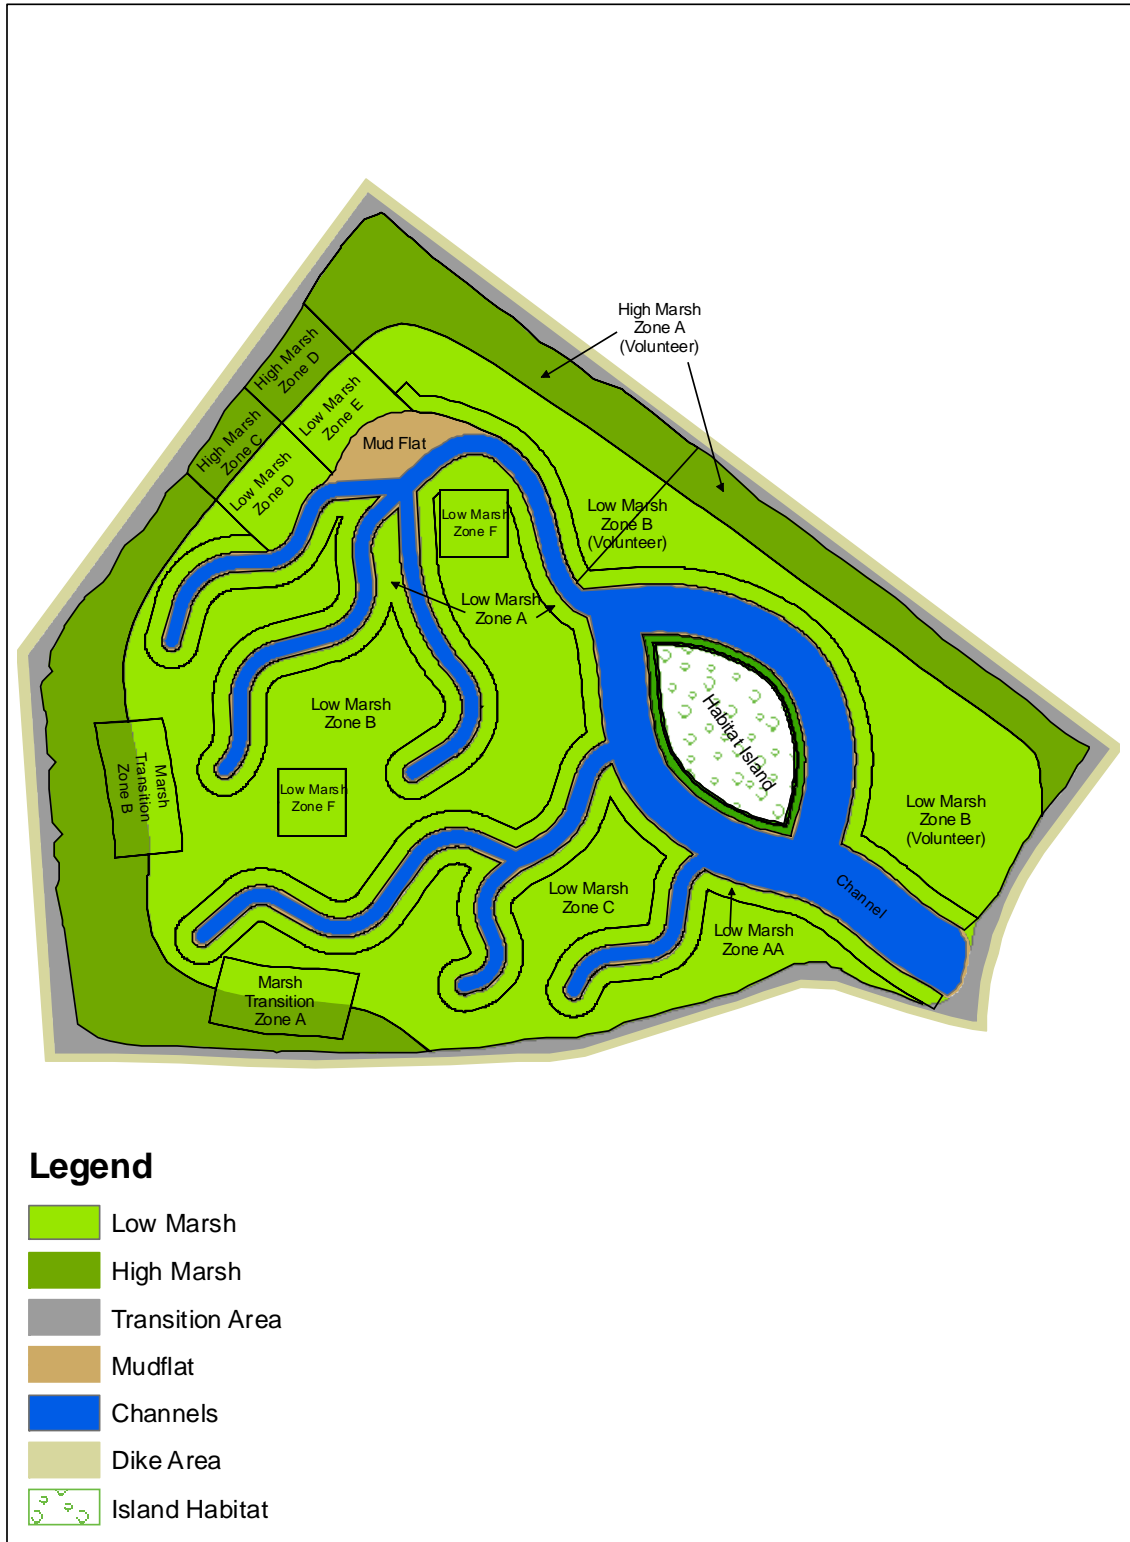 High Marsh
Zone A
(Volunteer)
High Marsh
Zone D
Low Marsh
Zone E
High Marsh
Zone C
Low Marsh
Zone D
Mud Flat
Low Marsh
Zone F
Low Marsh
Zone B
(Volunteer)
Low Marsh
Zone A
Low Marsh
Zone B
Habitat Island
Marsh
Transition
Zone B
Low Marsh
Zone F
Low Marsh
Zone B
(Volunteer)
Low Marsh
Zone C
Channel
Low Marsh
Zone AA
Marsh
Transition
Zone A
Legend
Low Marsh
High Marsh
Transition Area
Mudflat
Channels
Dike Area
Island Habitat